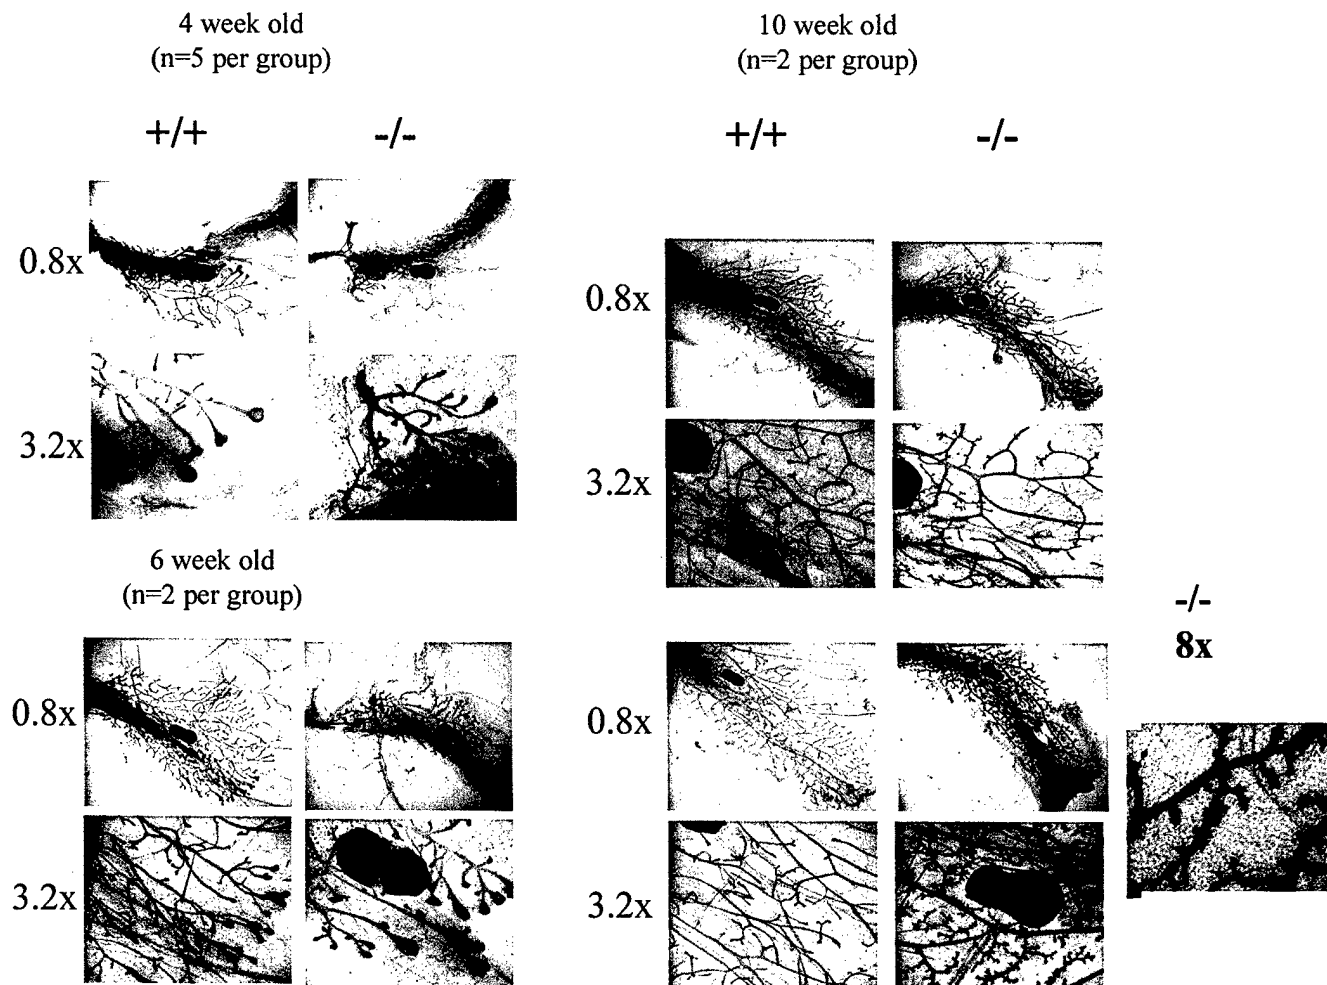 4 week old
(n=5 per group)
+/+ -/-
0.8x
3.2x
6 week old
(n=2 per group)
0.8x
3.2x
10 week old
(n=2 per group)
+/+ -/-
0.8x
3.2x
0.8x
3.2x
-/-
8x